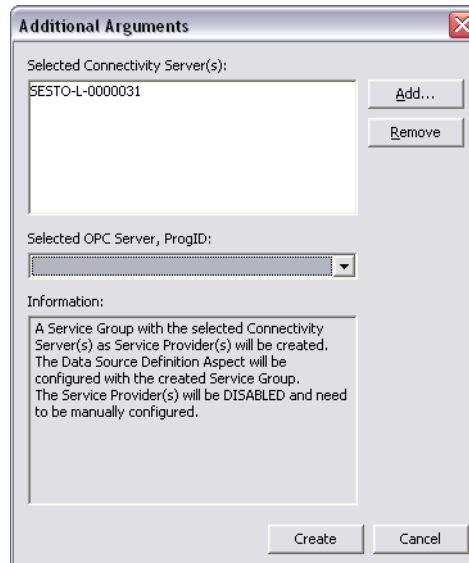 Additional Arguments
Selected Connectivity Server(s):
SESTO-L-0000031
Add...
Remove
Selected OPC Server, ProgID:
Information:
A Service Group with the selected Connectivity
Server(s) as Service Provider(s) will be created.
The Data Source Definition Aspect will be
configured with the created Service Group.
The Service Provider(s) will be DISABLED and need
to be manually configured.
Create
Cancel